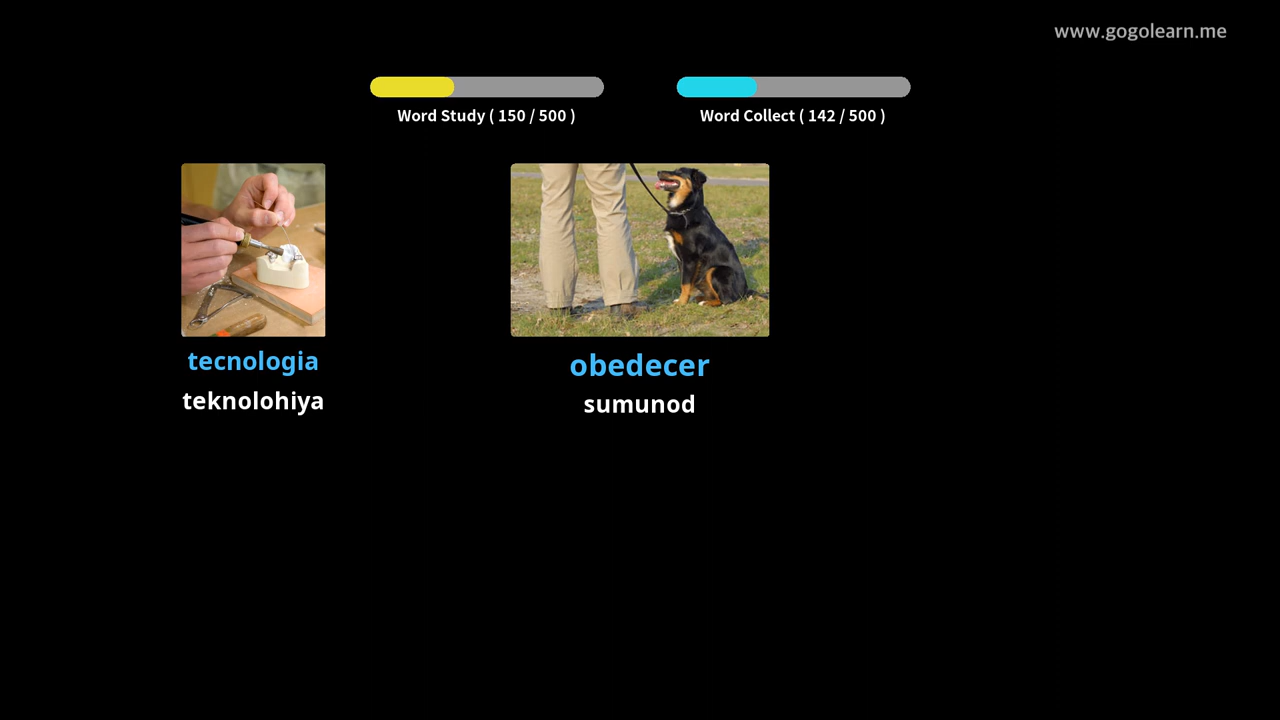 www.gogolearn.me
Word Study ( 150 / 500 )
Word Collect ( 142 / 500 )
tecnologia
teknolohiya
obedecer
sumunod